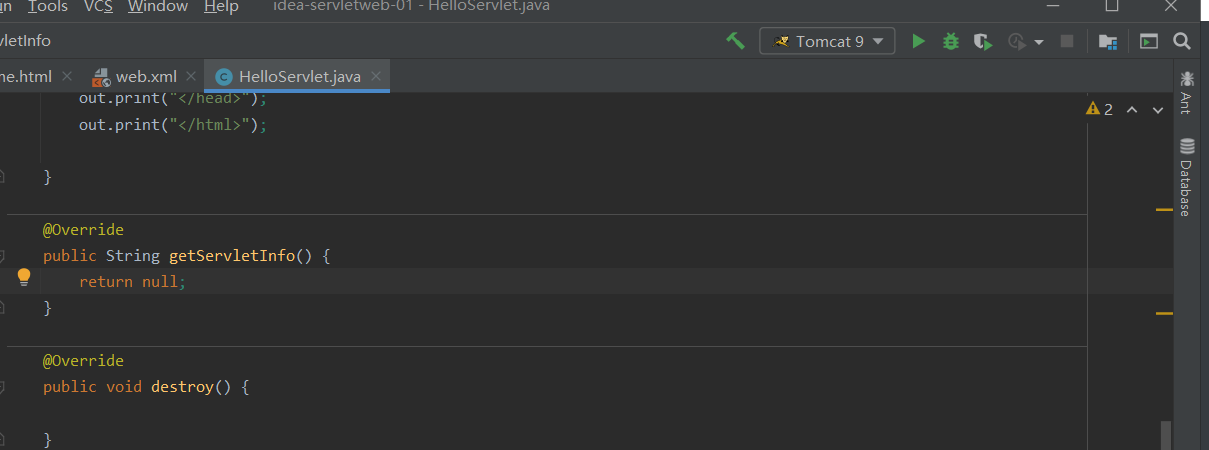 Tools VCS Window Help idea-servletweb-01 - HelloServlet.java
vletInfo
Tomcat 9
me.html web.xml HelloServlet.java
out.print("</head>");
2
out.print("</html>");
}
@Override
public String getServletInfo() {
return null;
}
@Override
public void destroy() {
}
Ant
Database